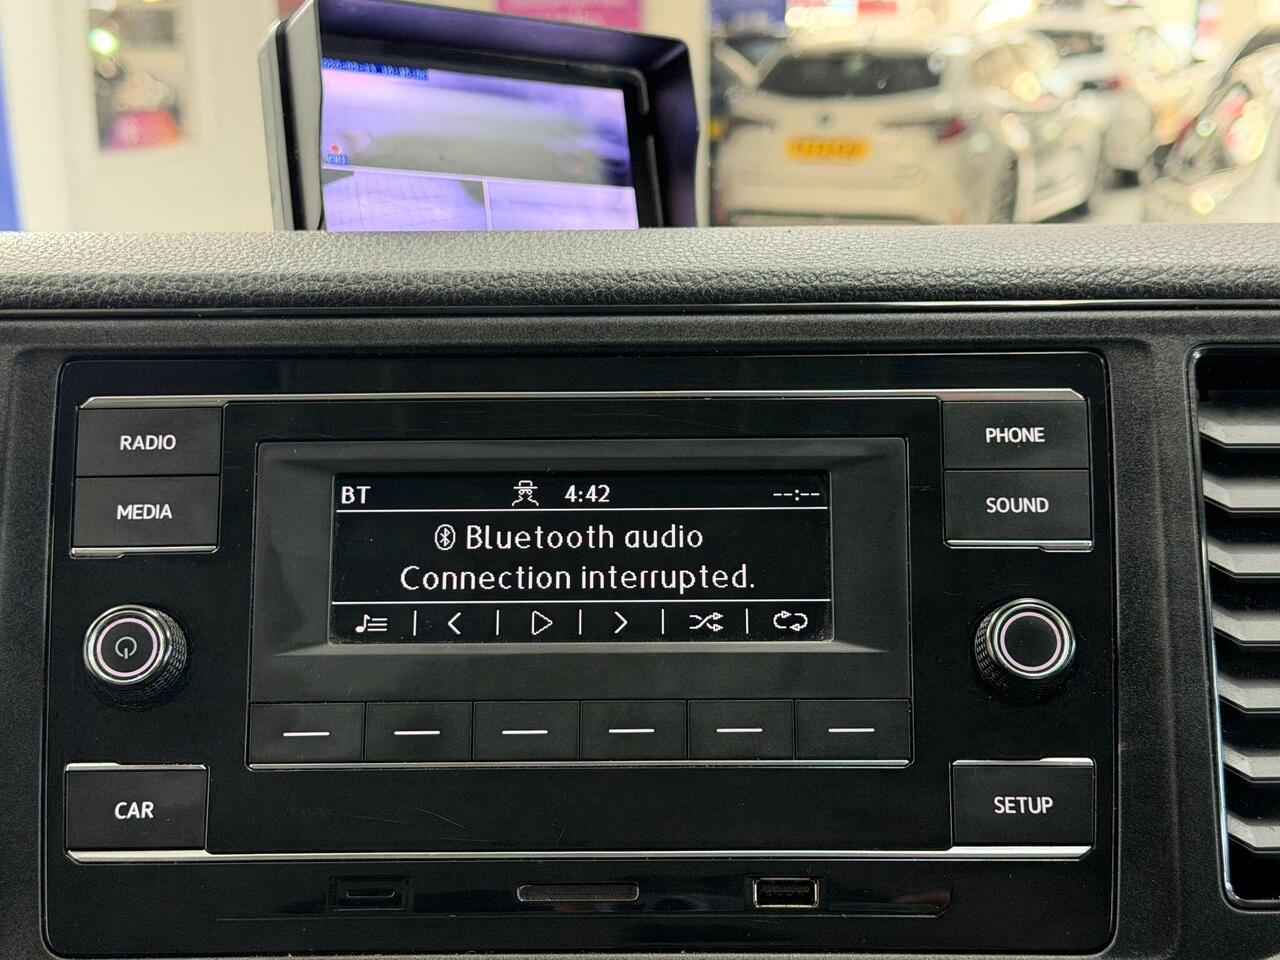 RADIO
PHONE
MEDIA
SOUND
BT 4:42 --:--
Bluetooth audio
Connection interrupted.
CAR
SETUP